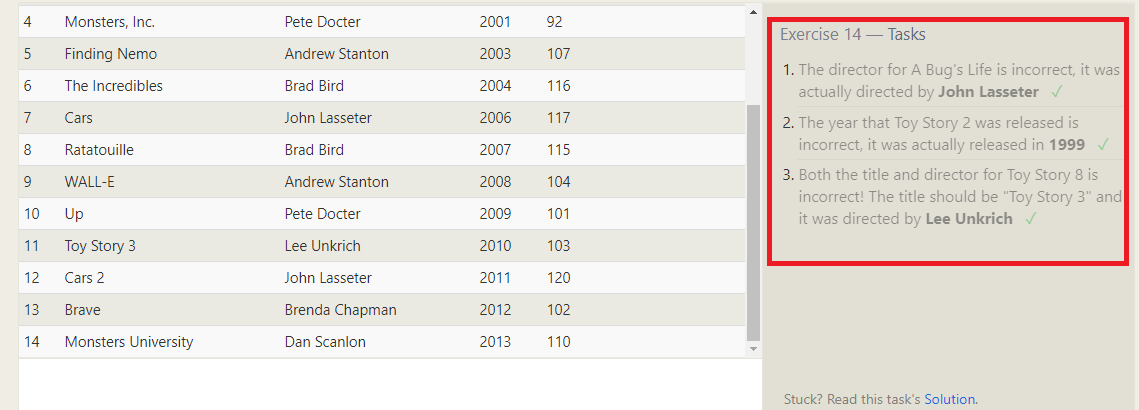 4 Monsters, Inc. Pete Docter 2001 92
5 Finding Nemo Andrew Stanton 2003 107
6 The Incredibles Brad Bird 2004 116
7 Cars John Lasseter 2006 117
8 Ratatouille Brad Bird 2007 115
9 WALL-E Andrew Stanton 2008 104
10 Up Pete Docter 2009 101
11 Toy Story 3 Lee Unkrich 2010 103
12 Cars 2 John Lasseter 2011 120
13 Brave Brenda Chapman 2012 102
14 Monsters University Dan Scanlon 2013 110
Exercise 14 — Tasks
1. The director for A Bug's Life is incorrect, it was
actually directed by John Lasseter ✓
2. The year that Toy Story 2 was released is
incorrect, it was actually released in 1999 ✓
3. Both the title and director for Toy Story 8 is
incorrect! The title should be "Toy Story 3" and
it was directed by Lee Unkrich ✓
Stuck? Read this task's Solution.